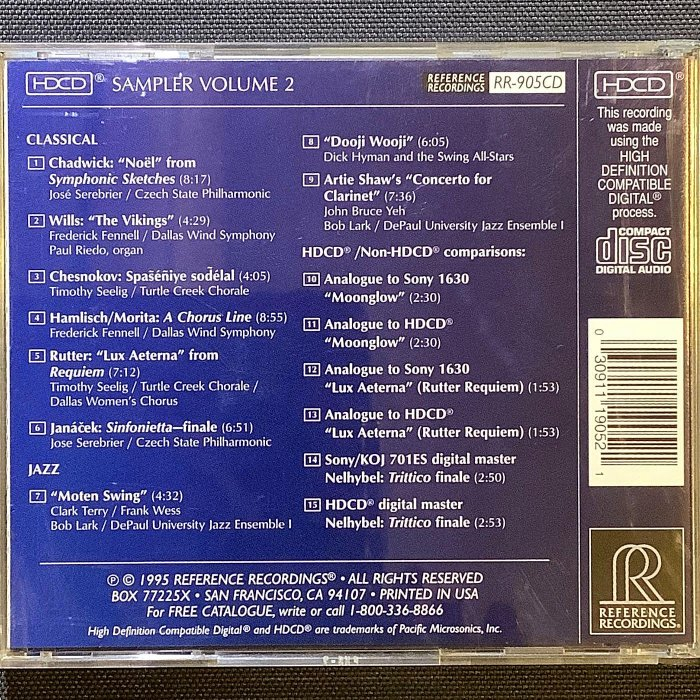 HDCD® SAMPLER VOLUME 2
REFERENCE RECORDINGS RR-905CD
CLASSICAL
1 Chadwick: “Noël” from
Symphonic Sketches (8:17)
José Serebrier / Czech State Philharmonic
2 Wills: “The Vikings” (4:29)
Frederick Fennell / Dallas Wind Symphony
Paul Riedo, organ
3 Chesnokov: Spaséñiye sodélal (4:05)
Timothy Seelig / Turtle Creek Chorale
4 Hamlisch/Morita: A Chorus Line (8:55)
Frederick Fennell / Dallas Wind Symphony
5 Rutter: “Lux Aeterna” from
Requiem (7:12)
Timothy Seelig / Turtle Creek Chorale /
Dallas Women’s Chorus
6 Janáček: Sinfonietta—finale (6:51)
Jose Serebrier / Czech State Philharmonic
JAZZ
7 “Moten Swing” (4:32)
Clark Terry / Frank Wess
Bob Lark / DePaul University Jazz Ensemble I
8 “Dooji Wooji” (6:05)
Dick Hyman and the Swing All-Stars
9 Artie Shaw’s “Concerto for
Clarinet” (7:36)
John Bruce Yeh
Bob Lark / DePaul University Jazz Ensemble I
HDCD® /Non-HDCD® comparisons:
10 Analogue to Sony 1630
“Moonglow” (2:30)
11 Analogue to HDCD®
“Moonglow” (2:30)
12 Analogue to Sony 1630
“Lux Aeterna” (Rutter Requiem) (1:53)
13 Analogue to HDCD®
“Lux Aeterna” (Rutter Requiem) (1:53)
14 Sony/KOJ 701ES digital master
Nelhybel: Trittico finale (2:50)
15 HDCD® digital master
Nelhybel: Trittico finale (2:53)
℗ © 1995 REFERENCE RECORDINGS® • ALL RIGHTS RESERVED
BOX 77225X • SAN FRANCISCO, CA 94107 • PRINTED IN USA
For FREE CATALOGUE, write or call 1-800-336-8866
High Definition Compatible Digital® and HDCD® are trademarks of Pacific Microsonics, Inc.
HDCD®
This recording
was made
using the
HIGH
DEFINITION
COMPATIBLE
DIGITAL®
process.
COMPACT
disc
DIGITAL AUDIO
0 30911 19052 1
R
REFERENCE
RECORDINGS®